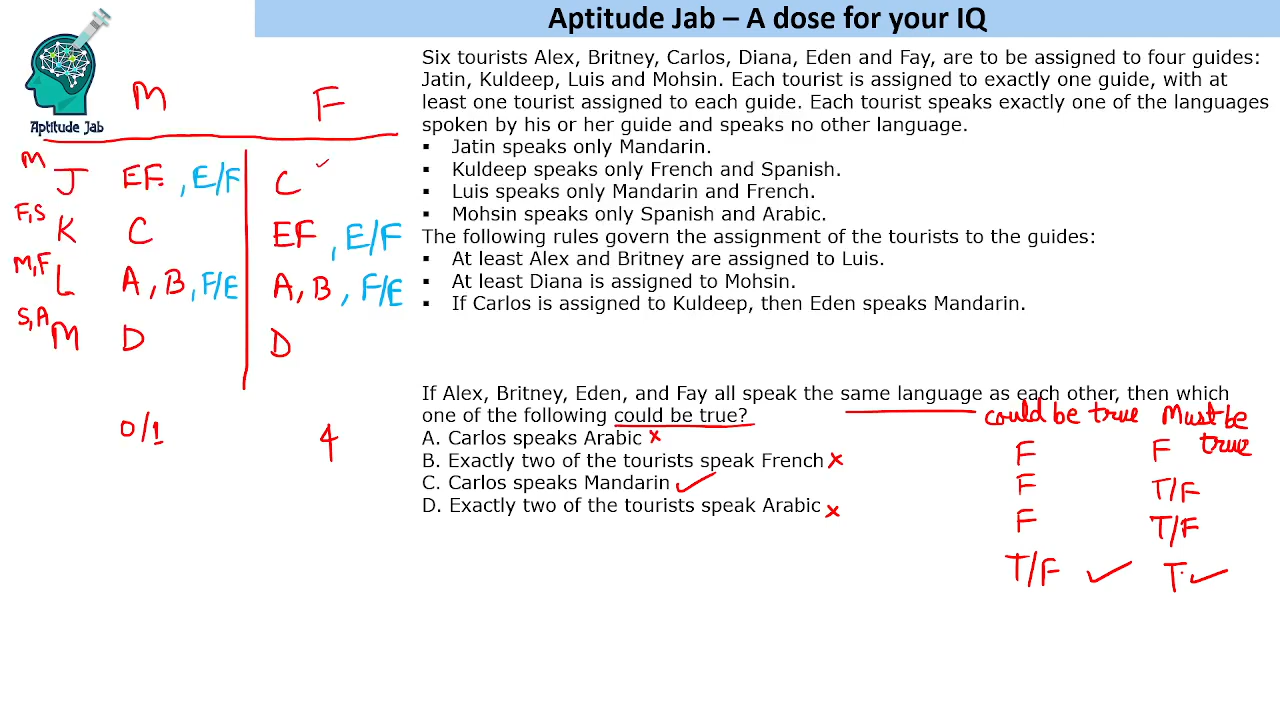 Aptitude Jab – A dose for your IQ
Aptitude Jab
Six tourists Alex, Britney, Carlos, Diana, Eden and Fay, are to be assigned to four guides:
Jatin, Kuldeep, Luis and Mohsin. Each tourist is assigned to exactly one guide, with at
least one tourist assigned to each guide. Each tourist speaks exactly one of the languages
spoken by his or her guide and speaks no other language.
▪ Jatin speaks only Mandarin.
▪ Kuldeep speaks only French and Spanish.
▪ Luis speaks only Mandarin and French.
▪ Mohsin speaks only Spanish and Arabic.
The following rules govern the assignment of the tourists to the guides:
▪ At least Alex and Britney are assigned to Luis.
▪ At least Diana is assigned to Mohsin.
▪ If Carlos is assigned to Kuldeep, then Eden speaks Mandarin.
If Alex, Britney, Eden, and Fay all speak the same language as each other, then which
one of the following could be true?
A. Carlos speaks Arabic ×
B. Exactly two of the tourists speak French ×
C. Carlos speaks Mandarin ✓
D. Exactly two of the tourists speak Arabic ×
M F
M J EF, E/F C ✓
F,S K C EF, E/F
M,F L A, B, F/E A, B, F/E
S,A M D D
0/1 4
could be true Must be true
F F
F T/F
F T/F
T/F ✓ T ✓